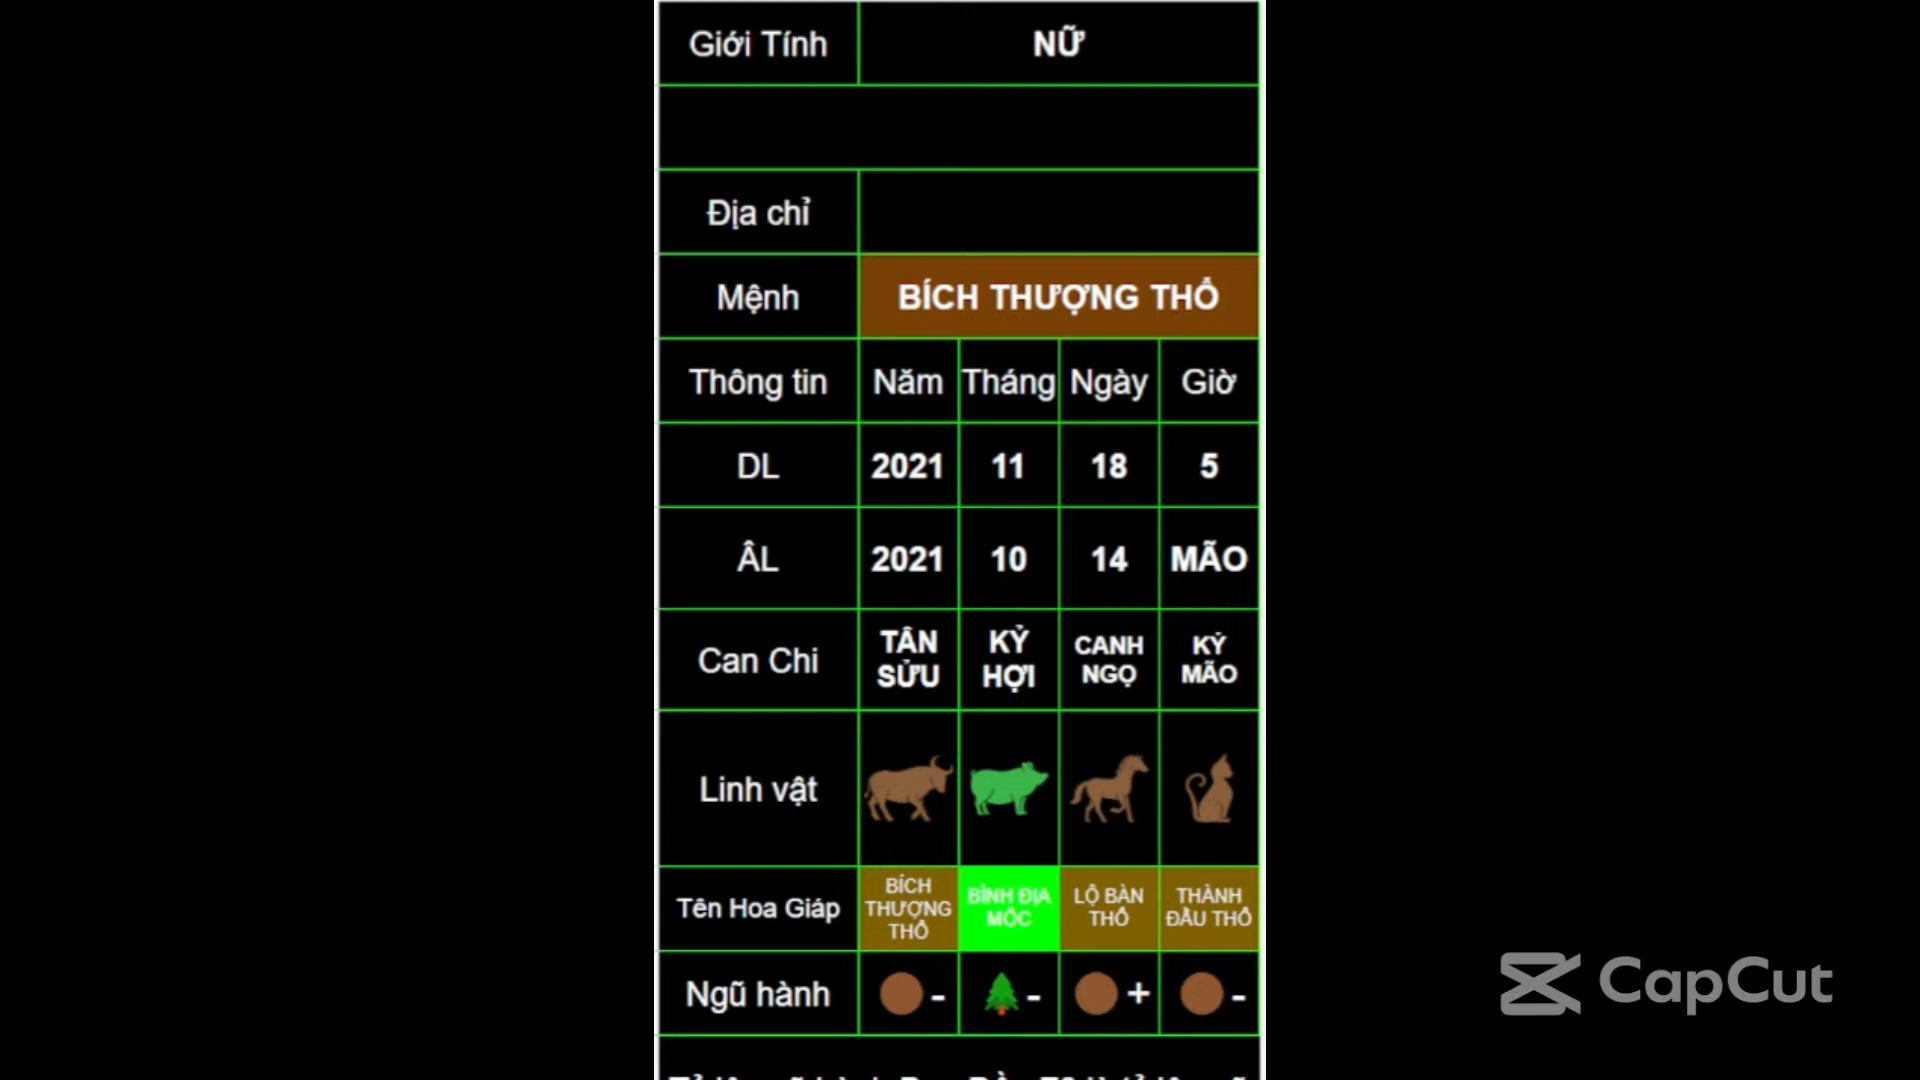 Giới Tính NỮ
Địa chỉ
Mệnh BÍCH THƯỢNG THỔ
Thông tin Năm Tháng Ngày Giờ
DL 2021 11 18 5
ÂL 2021 10 14 MÃO
Can Chi TÂN SỬU KỶ HỢI CANH NGỌ KỶ MÃO
Linh vật
Tên Hoa Giáp BÍCH THƯỢNG THỔ BÌNH ĐỊA MỘC LỘ BÀN THỔ THÀNH ĐẦU THỔ
Ngũ hành - - + -
CapCut